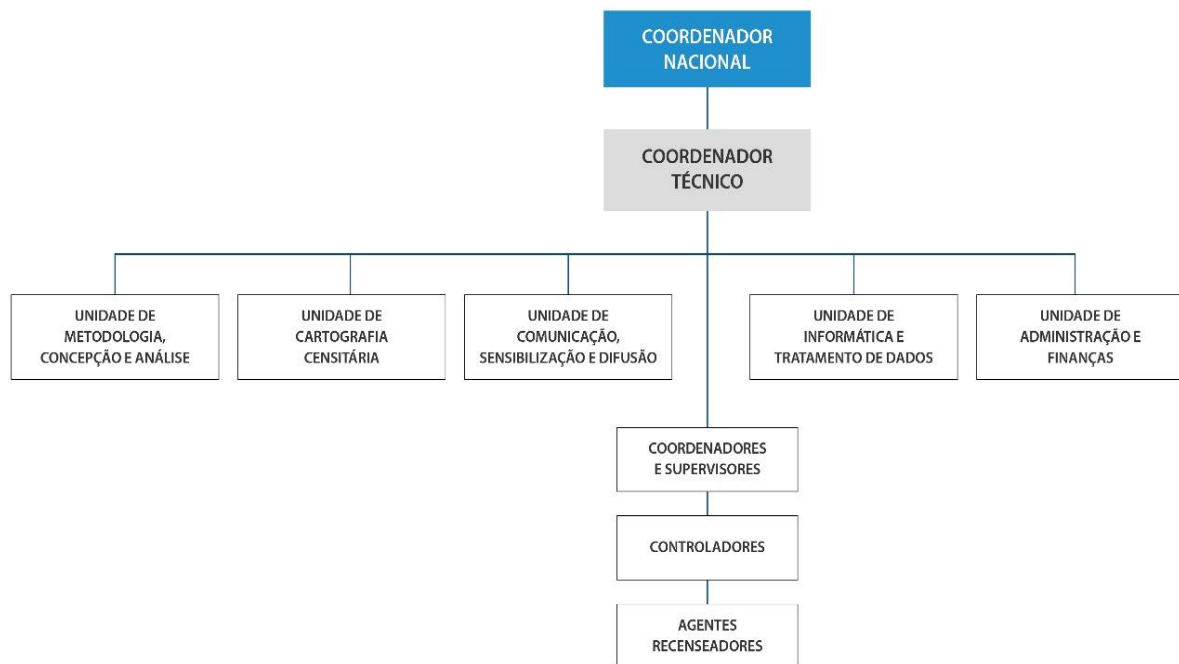 COORDENADOR
NACIONAL
COORDENADOR
TÉCNICO
UNIDADE DE
METODOLOGIA,
CONCEPÇÃO E ANÁLISE
UNIDADE DE
CARTOGRAFIA
CENSITÁRIA
UNIDADE DE
COMUNICAÇÃO,
SENSIBILIZAÇÃO E DIFUSÃO
UNIDADE DE
INFORMÁTICA E
TRATAMENTO DE DADOS
UNIDADE DE
ADMINISTRAÇÃO E
FINANÇAS
COORDENADORES
E SUPERVISORES
CONTROLADORES
AGENTES
RECENSEADORES